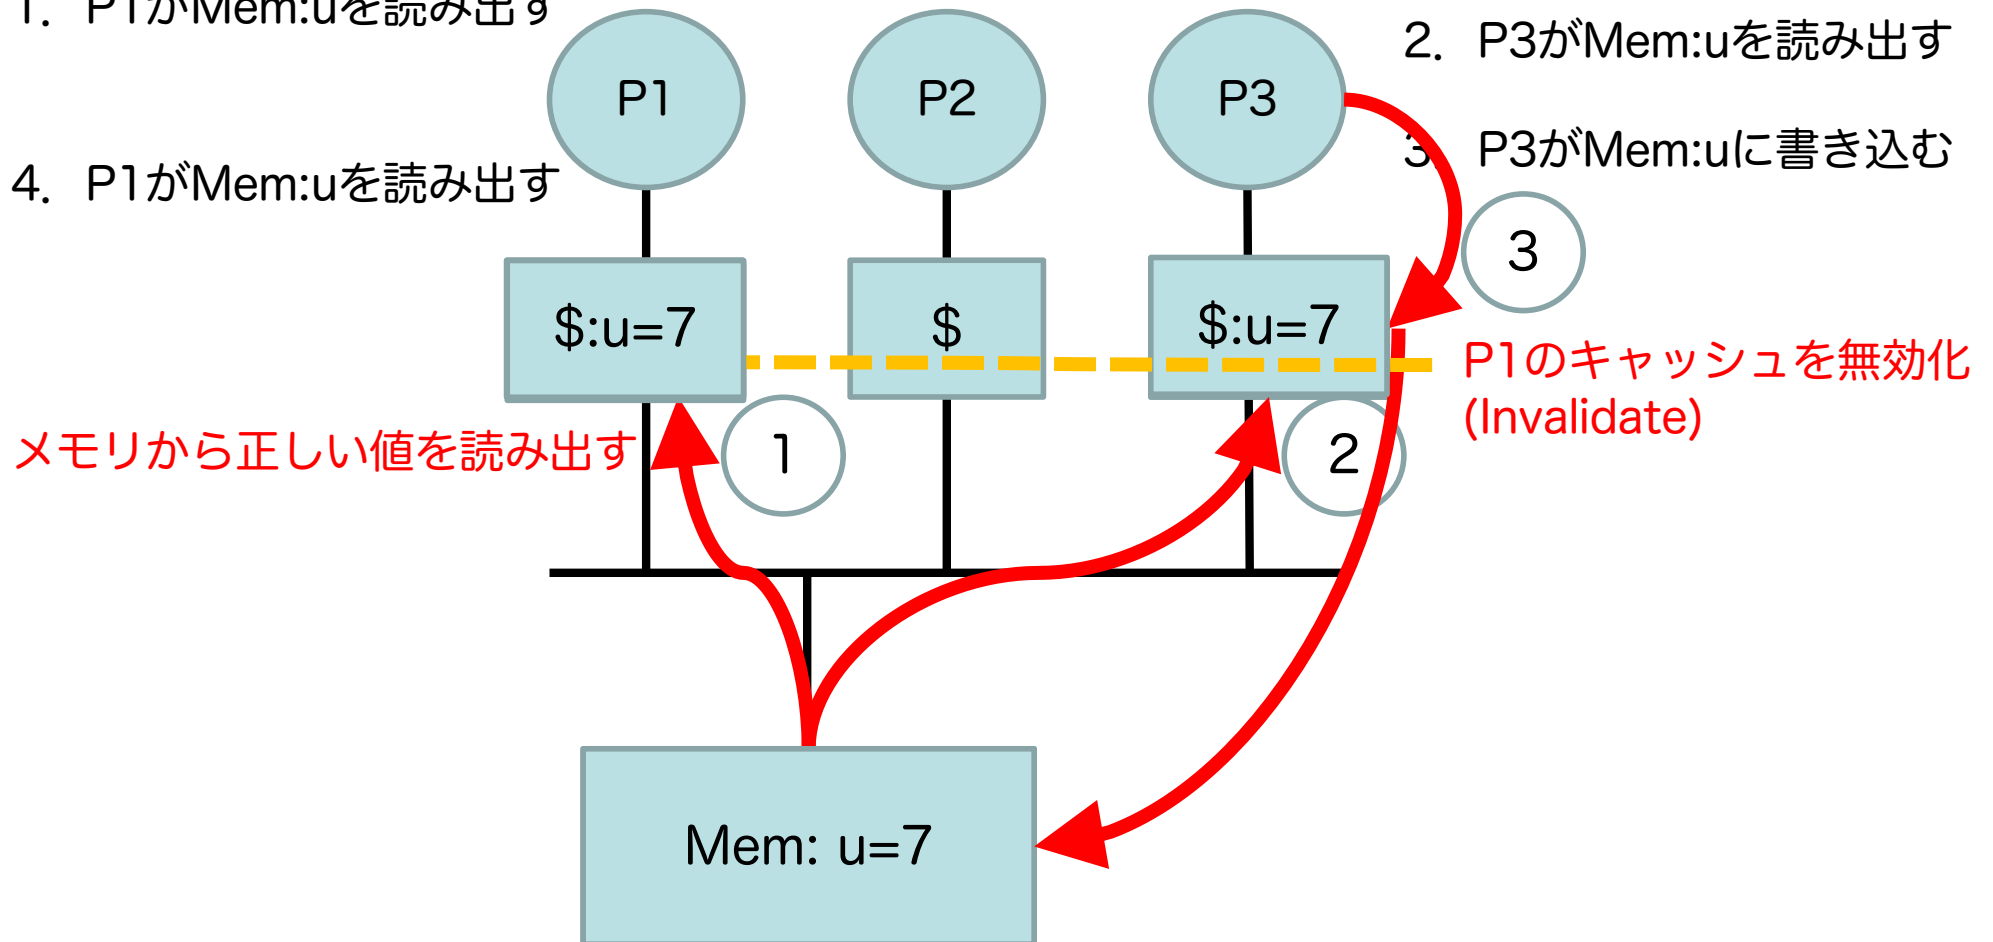 1. P1がMem:uを読み出す
2. P3がMem:uを読み出す
3. P3がMem:uに書き込む
4. P1がMem:uを読み出す
P1
P2
P3
3
$:u=7
$
$:u=7
P1のキャッシュを無効化
(Invalidate)
メモリから正しい値を読み出す
1
2
Mem: u=7